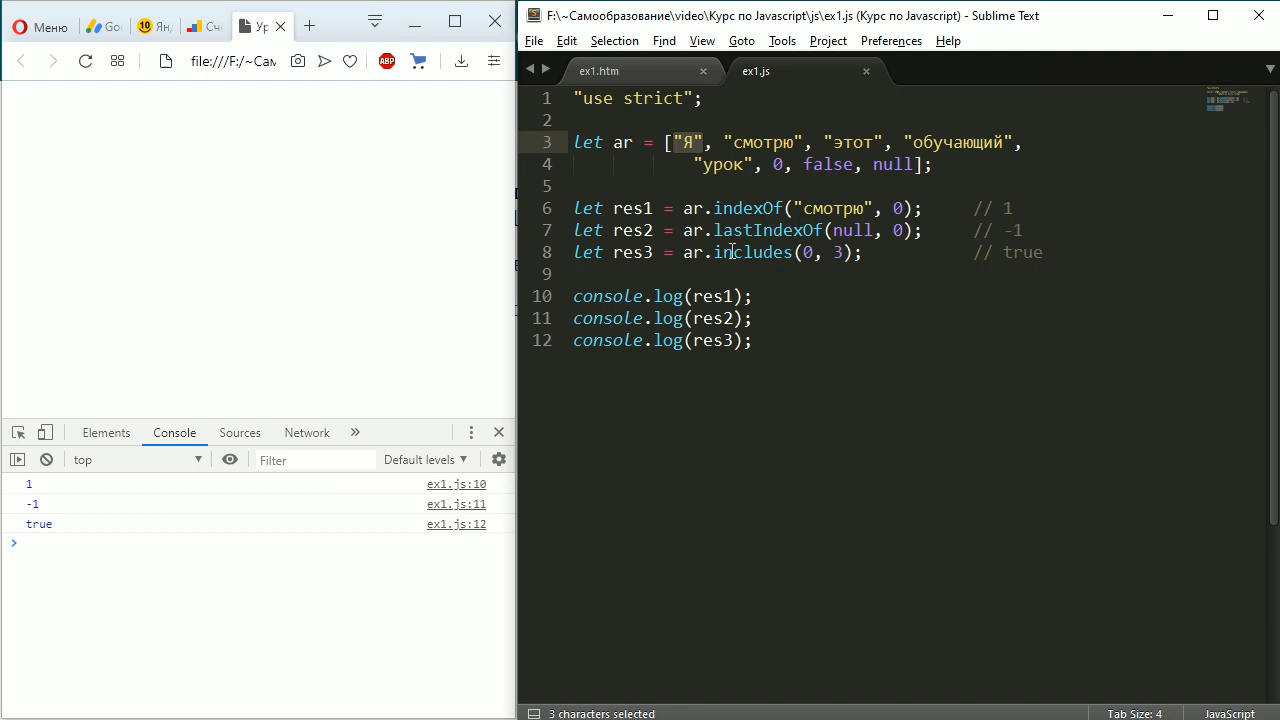 Меню
Go
10 Ян
Сч
Ур
file:///F:/~Сам
ABP
Elements
Console
Sources
Network
»
top
Filter
Default levels
1 ex1.js:10
-1 ex1.js:11
true ex1.js:12
F:\~Самообразование\video\Курс по Javascript\js\ex1.js (Курс по Javascript) - Sublime Text
File Edit Selection Find View Goto Tools Project Preferences Help
ex1.htm
ex1.js
1 "use strict";
2
3 let ar = ["Я", "смотрю", "этот", "обучающий",
4 "урок", 0, false, null];
5
6 let res1 = ar.indexOf("смотрю", 0); // 1
7 let res2 = ar.lastIndexOf(null, 0); // -1
8 let res3 = ar.includes(0, 3); // true
9
10 console.log(res1);
11 console.log(res2);
12 console.log(res3);
3 characters selected
Tab Size: 4
JavaScript